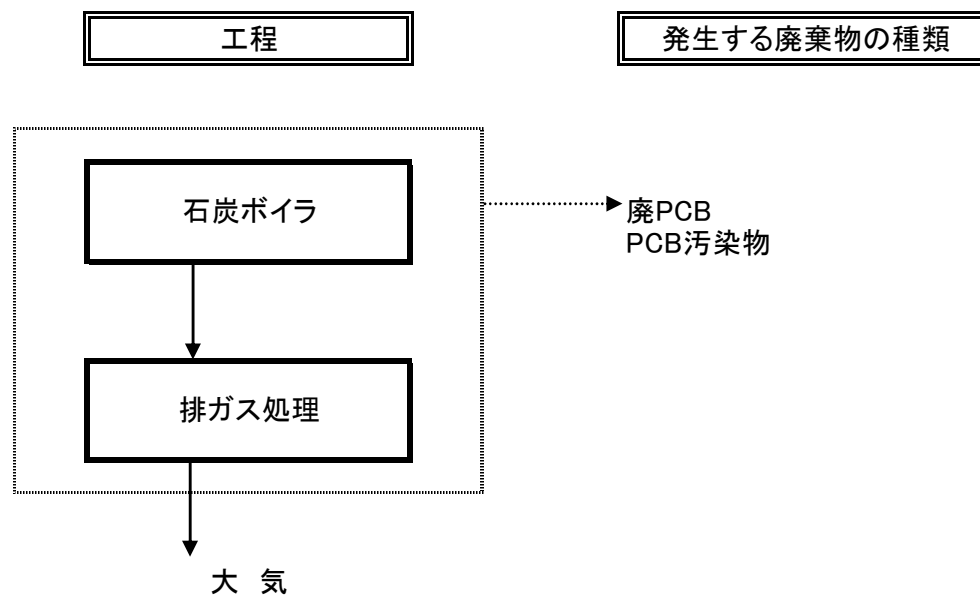 工程
発生する廃棄物の種類
石炭ボイラ
廃PCB
PCB汚染物
排ガス処理
大 気